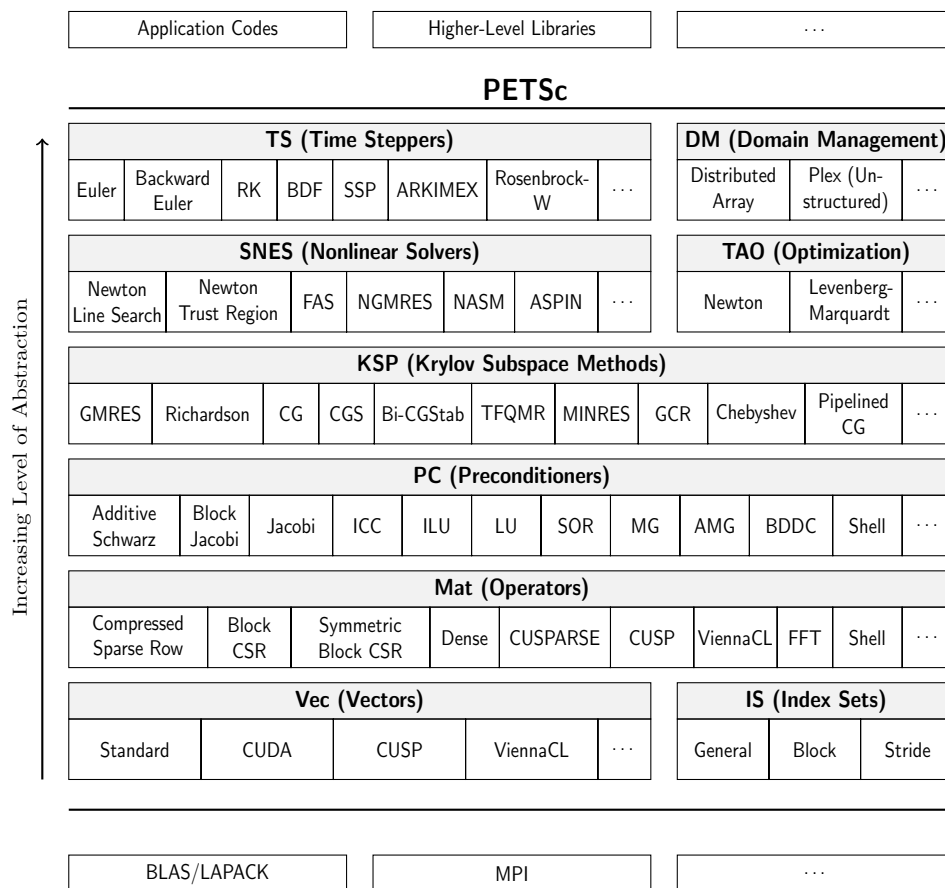 Application Codes
Higher-Level Libraries
...
PETSc
TS (Time Steppers)
DM (Domain Management)
Euler
Backward
Euler
RK
BDF
SSP
ARKIMEX
Rosenbrock-
W
...
Distributed
Array
Plex (Un-
structured)
...
SNES (Nonlinear Solvers)
TAO (Optimization)
Newton
Line Search
Newton
Trust Region
FAS
NGMRES
NASM
ASPIN
...
Newton
Levenberg-
Marquardt
...
KSP (Krylov Subspace Methods)
GMRES
Richardson
CG
CGS
Bi-CGStab
TFQMR
MINRES
GCR
Chebyshev
Pipelined
CG
...
PC (Preconditioners)
Additive
Schwarz
Block
Jacobi
Jacobi
ICC
ILU
LU
SOR
MG
AMG
BDDC
Shell
...
Mat (Operators)
Compressed
Sparse Row
Block
CSR
Symmetric
Block CSR
Dense
CUSPARSE
CUSP
ViennaCL
FFT
Shell
...
Vec (Vectors)
IS (Index Sets)
Standard
CUDA
CUSP
ViennaCL
...
General
Block
Stride
Increasing Level of Abstraction
BLAS/LAPACK
MPI
...